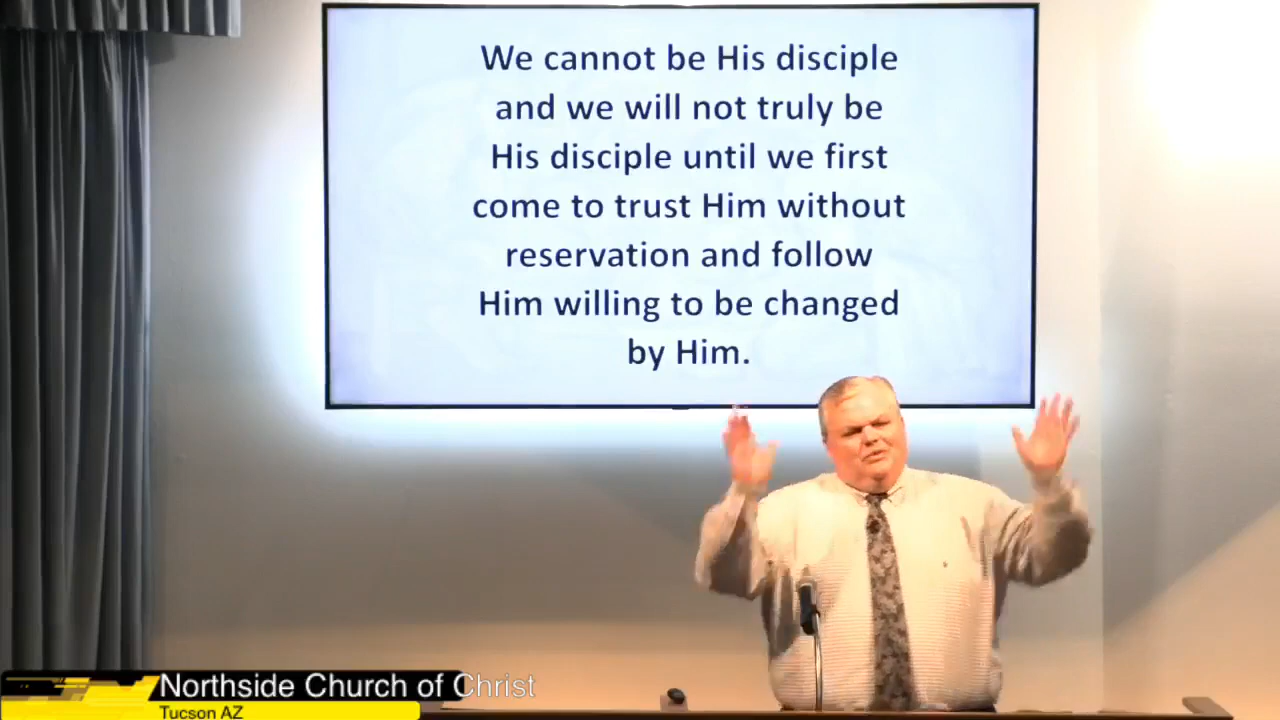 We cannot be His disciple
and we will not truly be
His disciple until we first
come to trust Him without
reservation and follow
Him willing to be changed
by Him.
Northside Church of Christ
Tucson AZ